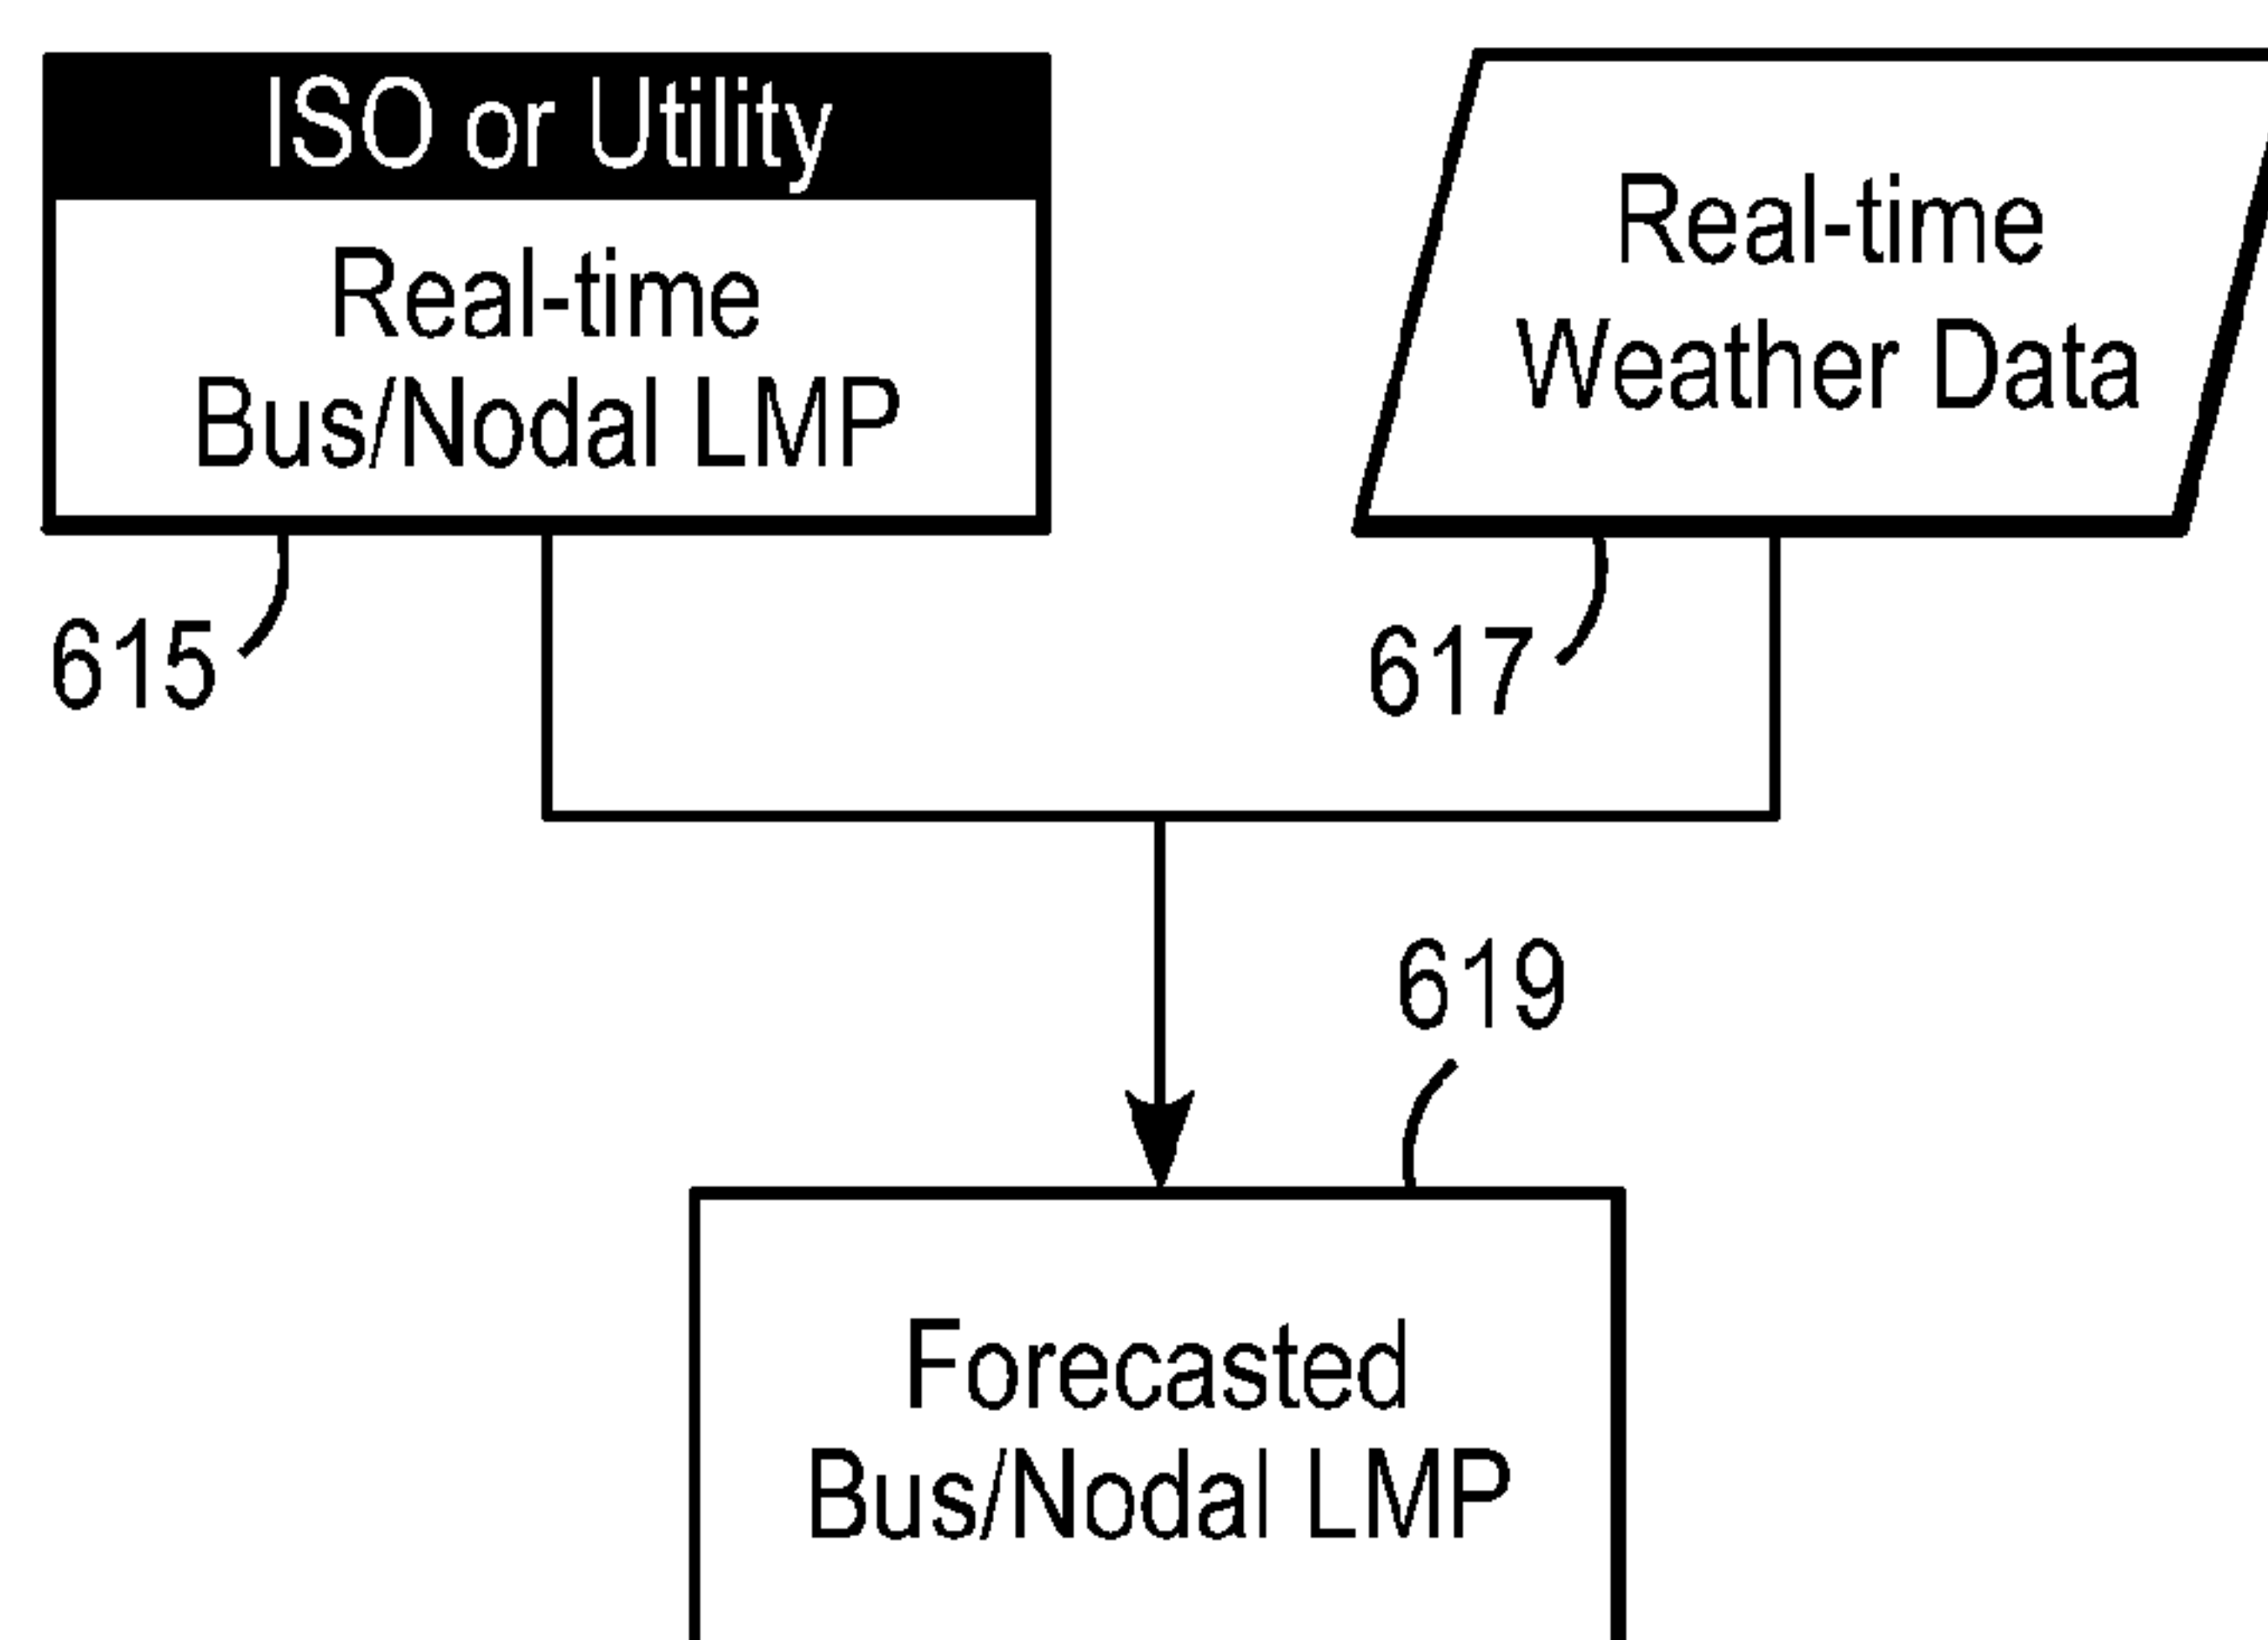 ISO or Utility
Real-time
Bus/Nodal LMP
Real-time
Weather Data
615
617
619
Forecasted
Bus/Nodal LMP